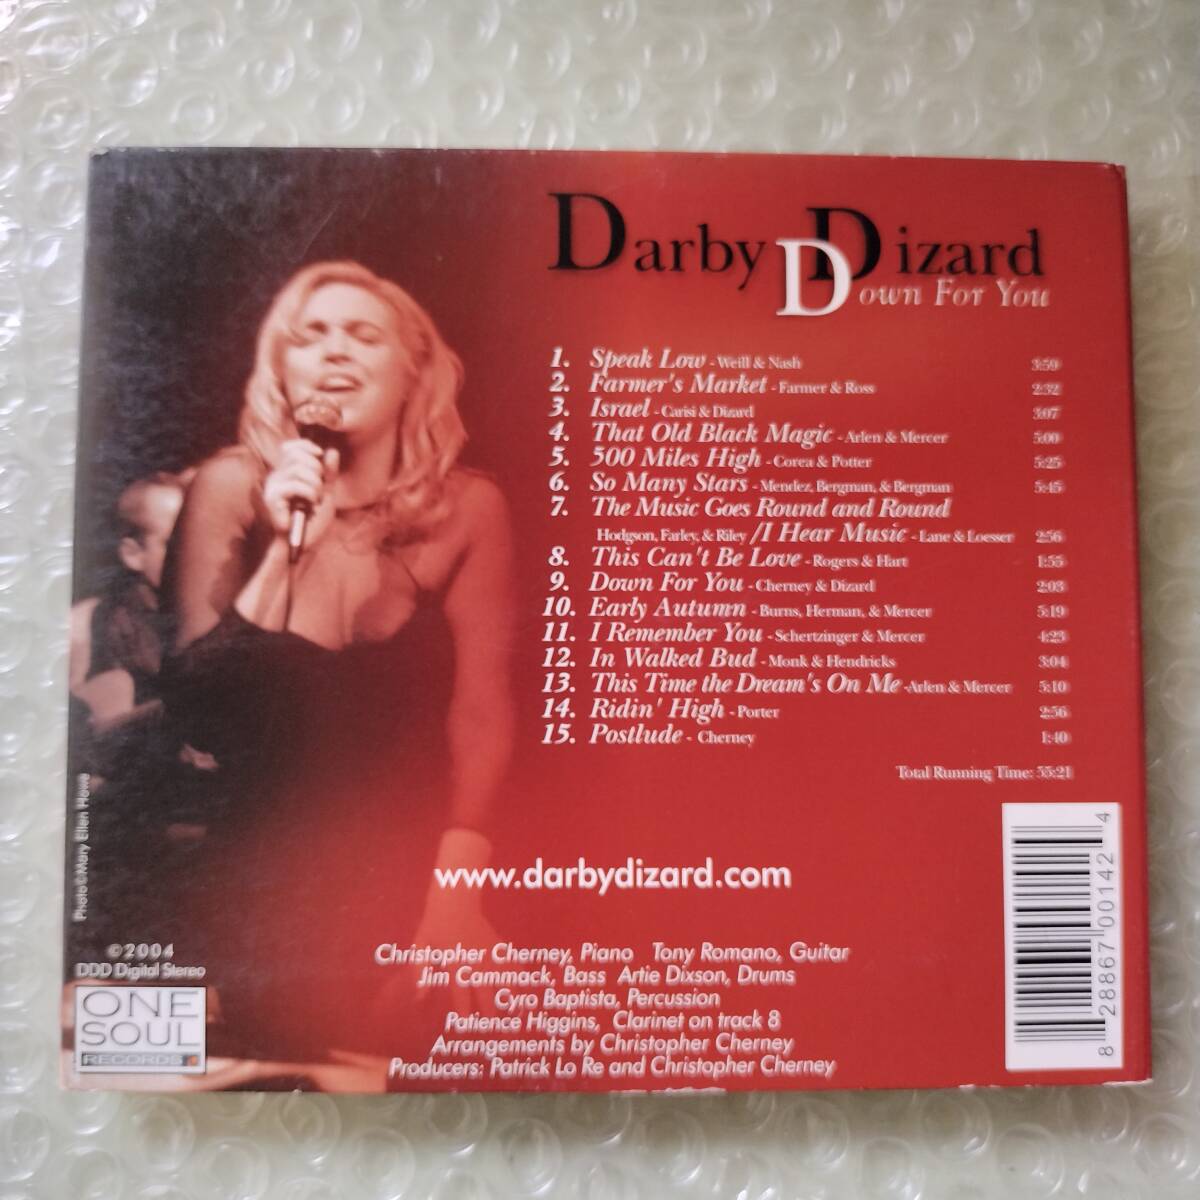 Darby Dizard
Down For You
1. Speak Low - Weill & Nash 3:59
2. Farmer's Market - Farmer & Ross 2:32
3. Israel - Carisi & Dizard 3:07
4. That Old Black Magic - Arlen & Mercer 5:00
5. 500 Miles High - Corea & Potter 5:25
6. So Many Stars - Mendez, Bergman, & Bergman 5:45
7. The Music Goes Round and Round
Hodgson, Farley, & Riley /I Hear Music - Lane & Loesser 2:56
8. This Can't Be Love - Rogers & Hart 1:55
9. Down For You - Cherney & Dizard 2:03
10. Early Autumn - Burns, Herman, & Mercer 5:19
11. I Remember You - Schertzinger & Mercer 4:23
12. In Walked Bud - Monk & Hendricks 3:04
13. This Time the Dream's On Me -Arlen & Mercer 5:10
14. Ridin' High - Porter 2:56
15. Postlude - Cherney 1:40
Total Running Time: 55:21
www.darbydizard.com
Christopher Cherney, Piano Tony Romano, Guitar
Jim Cammack, Bass Artie Dixson, Drums
Cyro Baptista, Percussion
Patience Higgins, Clarinet on track 8
Arrangements by Christopher Cherney
Producers: Patrick Lo Re and Christopher Cherney
Photo©Mary Ellen Howe
©2004
DDD Digital Stereo
ONE
SOUL
RECORDS
8 28867 00142 4